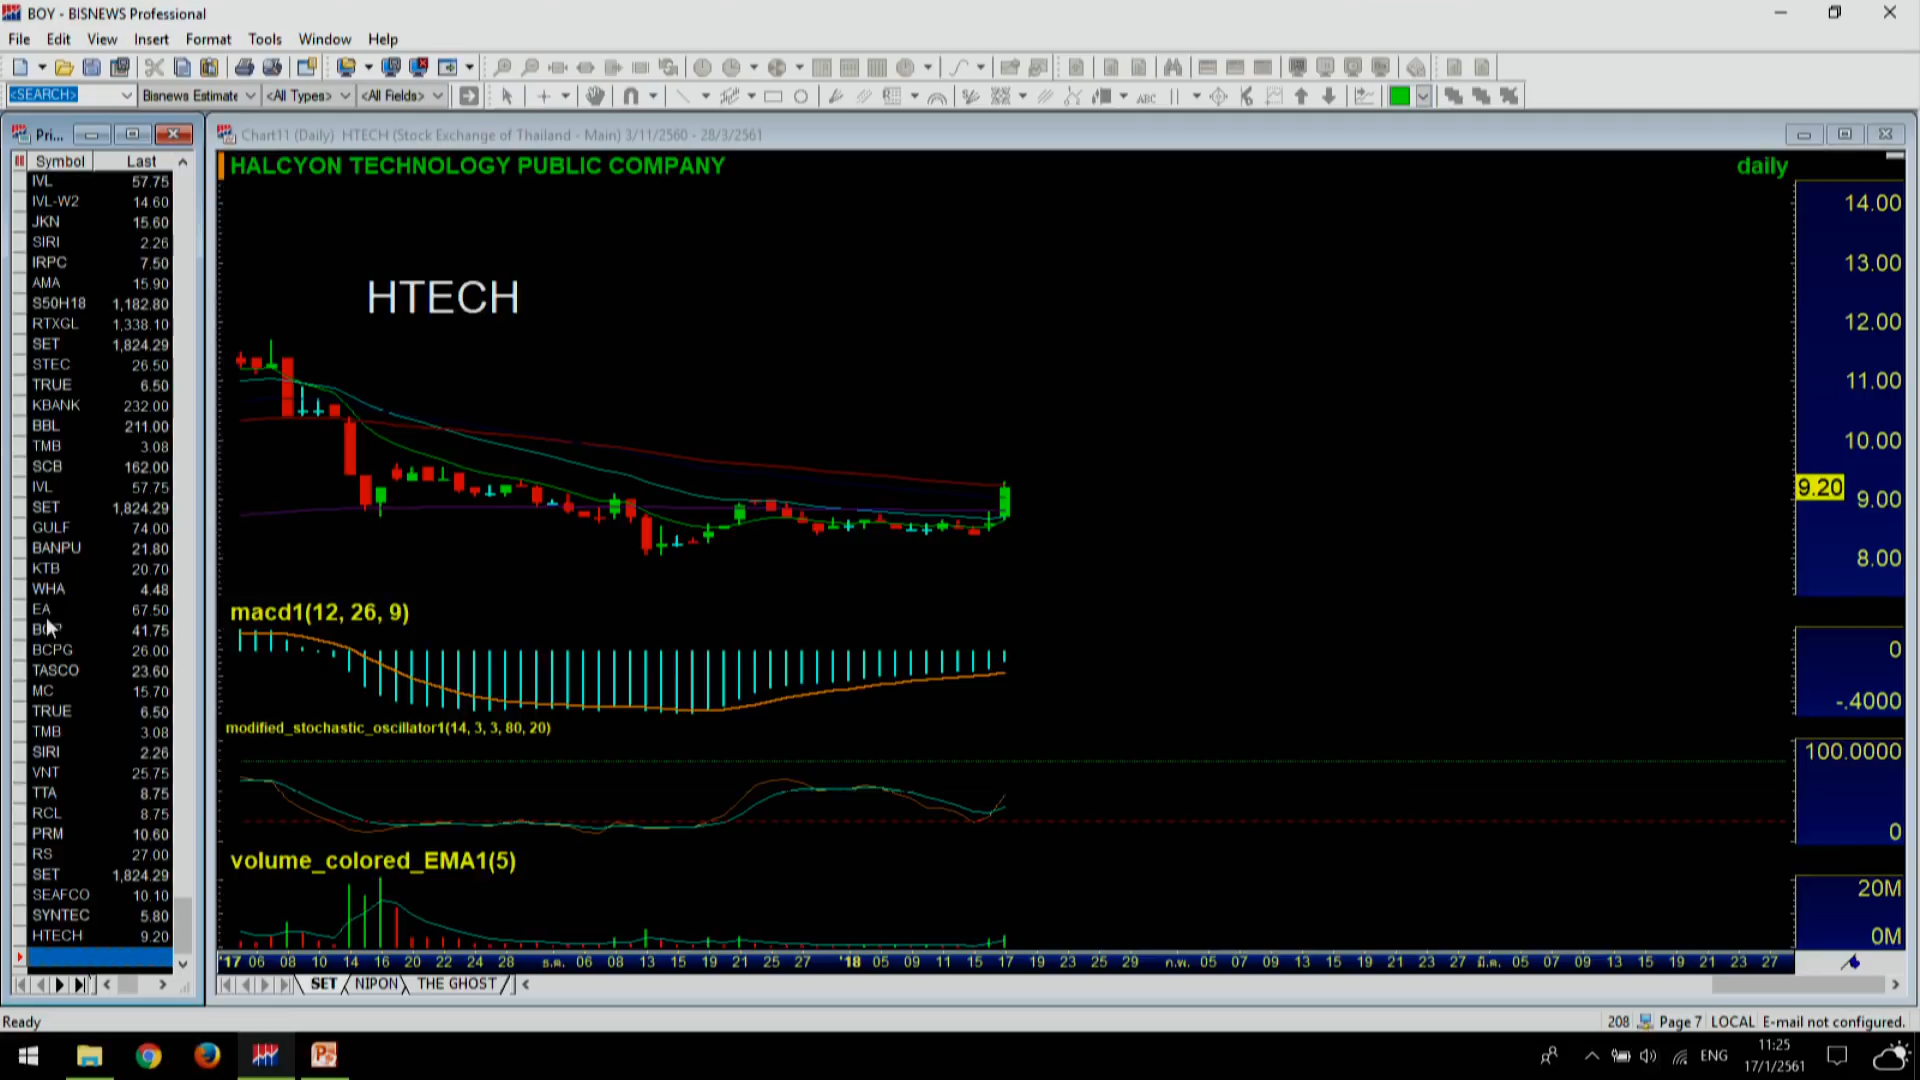 BOY - BISNEWS Professional
File Edit View Insert Format Tools Window Help
<SEARCH> Bisnews Estimate <All Types> <All Fields>
Pri...
Chart11 (Daily) HTECH (Stock Exchange of Thailand - Main) 3/11/2560 - 28/3/2561
Symbol Last
IVL 57.75
IVL-W2 14.60
JKN 15.60
SIRI 2.26
IRPC 7.50
AMA 15.90
S50H18 1,182.80
RTXGL 1,338.10
SET 1,824.29
STEC 26.50
TRUE 6.50
KBANK 232.00
BBL 211.00
TMB 3.08
SCB 162.00
IVL 57.75
SET 1,824.29
GULF 74.00
BANPU 21.80
KTB 20.70
WHA 4.48
EA 67.50
41.75
BCPG 26.00
TASCO 23.60
MC 15.70
TRUE 6.50
TMB 3.08
SIRI 2.26
VNT 25.75
TTA 8.75
RCL 8.75
PRM 10.60
RS 27.00
SET 1,824.29
SEAFCO 10.10
SYNTEC 5.80
HTECH 9.20
HALCYON TECHNOLOGY PUBLIC COMPANY
daily
HTECH
14.00
13.00
12.00
11.00
10.00
9.20
9.00
8.00
macd1(12, 26, 9)
0
-.4000
modified_stochastic_oscillator1(14, 3, 3, 80, 20)
100.0000
0
volume_colored_EMA1(5)
20M
0M
'17 06 08 10 14 16 20 22 24 28 ธ.ค. 06 08 13 15 19 21 25 27 '18 05 09 11 15 17 19 23 25 29 ก.พ. 05 07 09 13 15 19 21 23 27 มี.ค. 05 07 09 13 15 19 21 23 27
SET NIPON THE GHOST
Ready
208 Page 7 LOCAL E-mail not configured.
ENG
11:25
17/1/2561